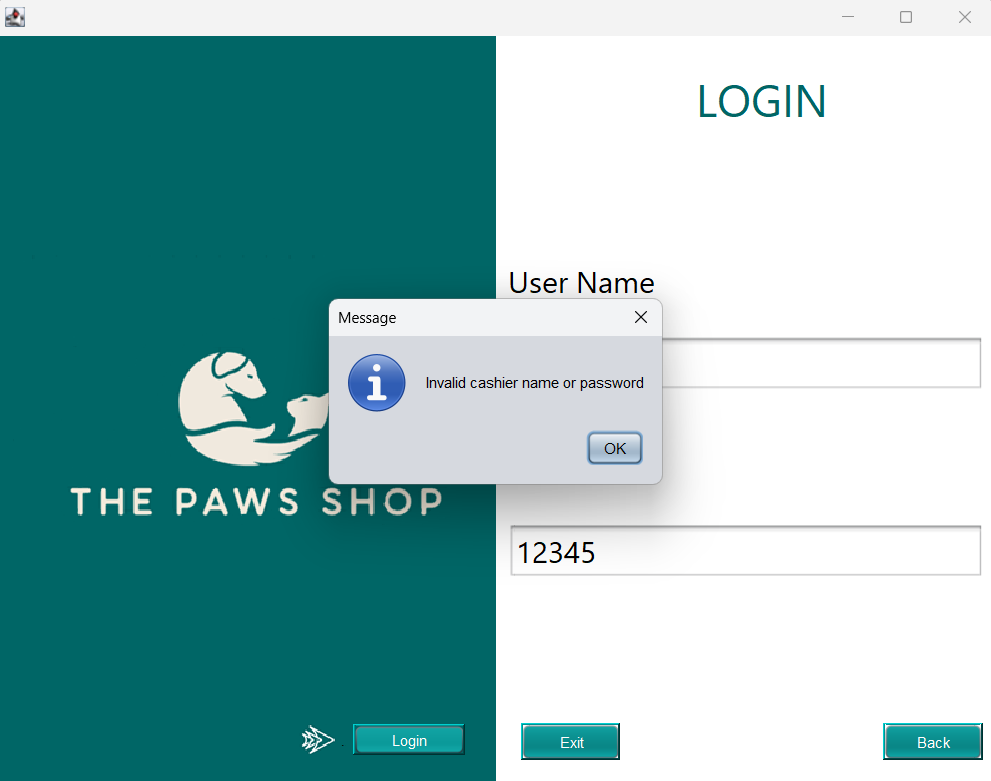 LOGIN
User Name
Message
Invalid cashier name or password
OK
THE PAWS SHOP
12345
Login
Exit
Back